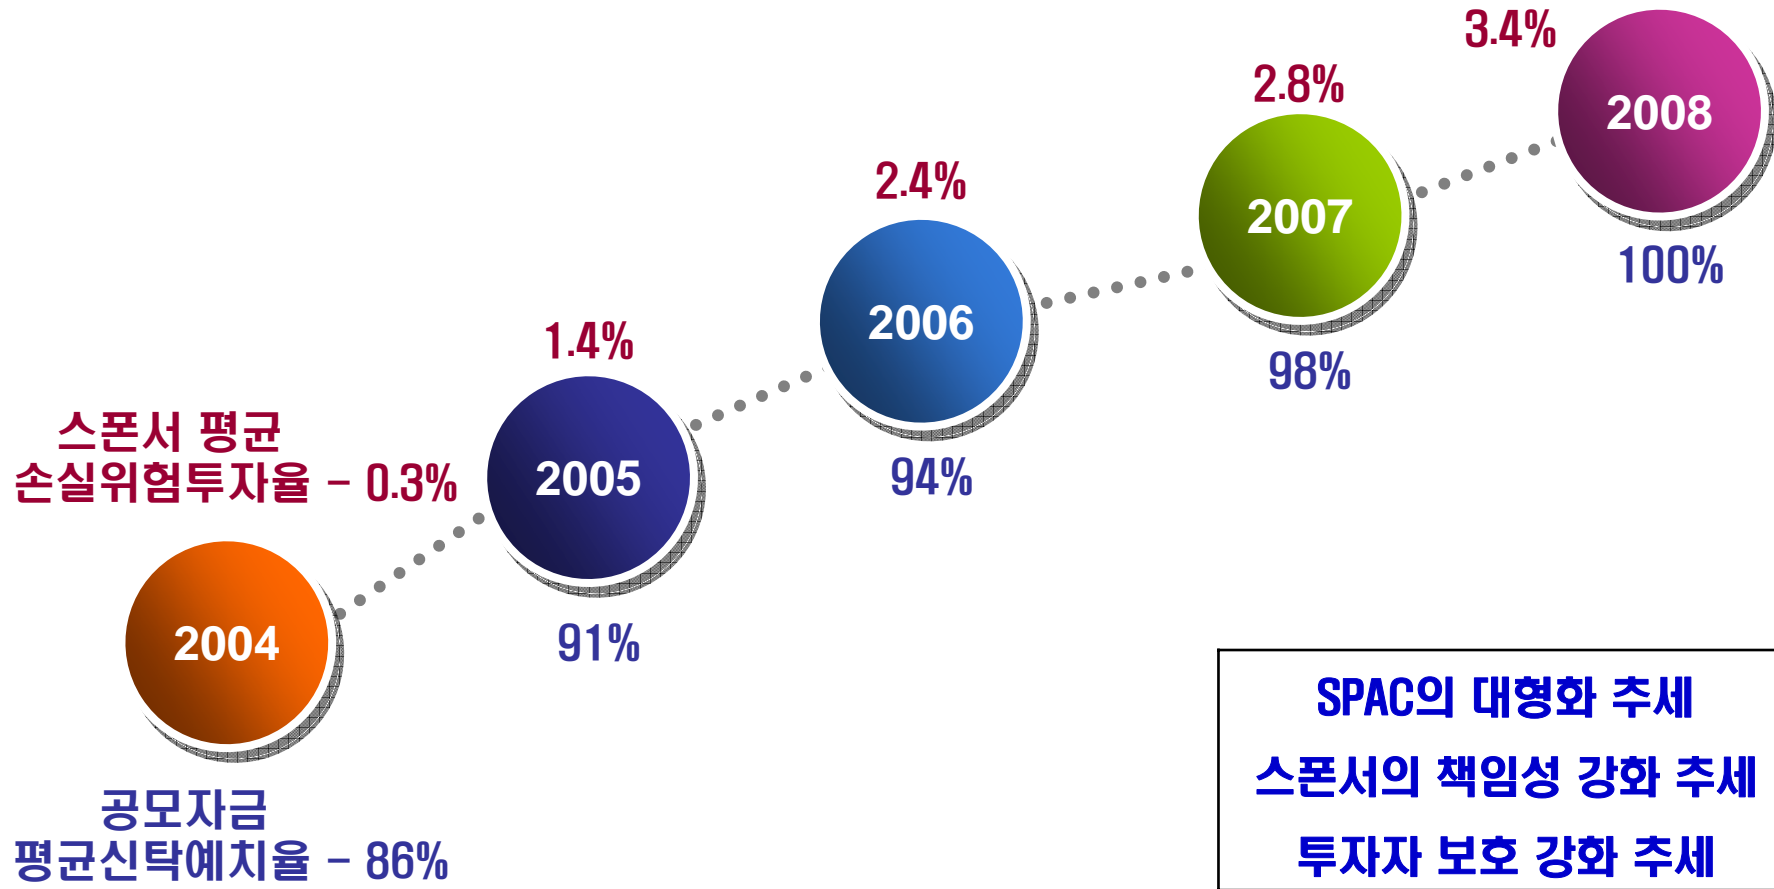 스폰서 평균
손실위험투자율 – 0.3%
2004
공모자금
평균신탁예치율 – 86%
1.4%
2005
91%
2.4%
2006
94%
2.8%
2007
98%
3.4%
2008
100%
SPAC의 대형화 추세
스폰서의 책임성 강화 추세
투자자 보호 강화 추세